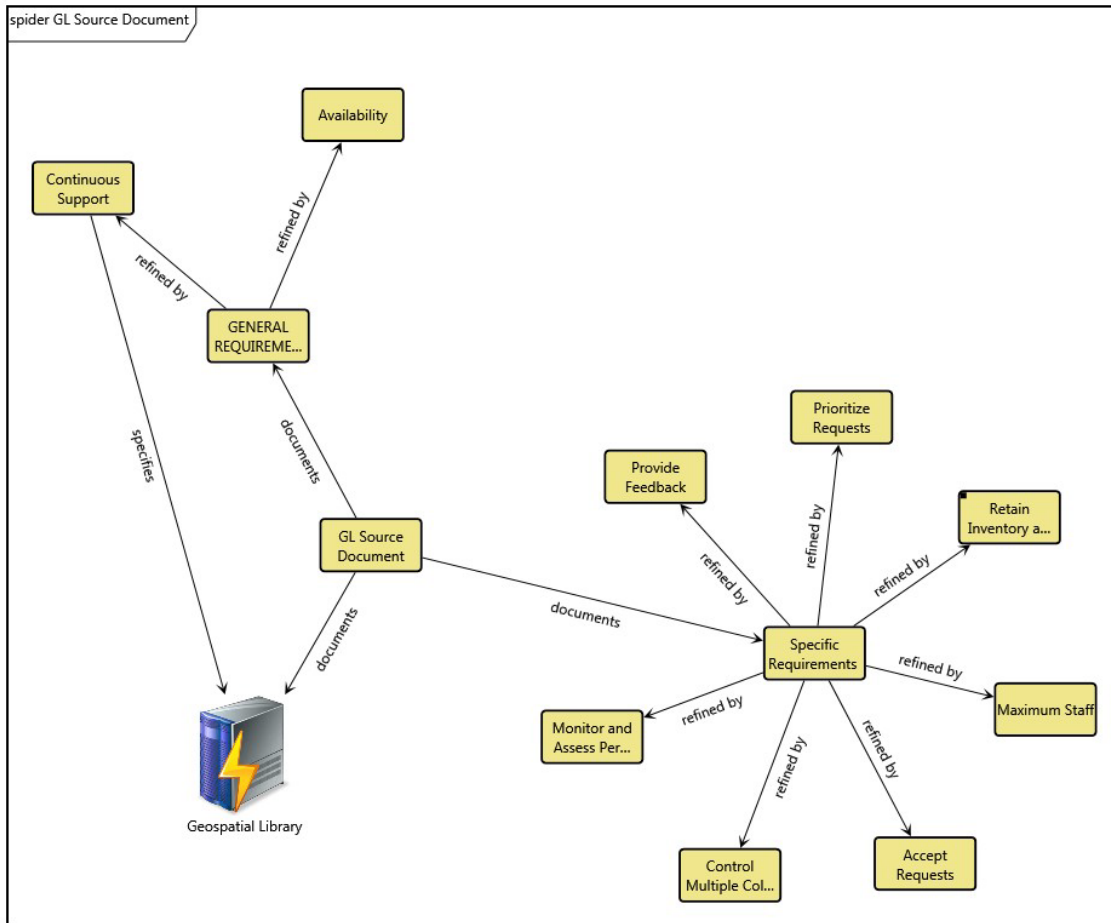 spider GL Source Document
Availability
Continuous
Support
refined by
refined by
GENERAL
REQUIREME...
specifies
documents
Prioritize
Requests
Provide
Feedback
Retain
Inventory a...
GL Source
Document
refined by
refined by
refined by
documents
documents
Specific
Requirements
refined by
Maximum Staff
refined by
Monitor and
Assess Per...
refined by
refined by
Geospatial Library
Control
Multiple Col...
Accept
Requests